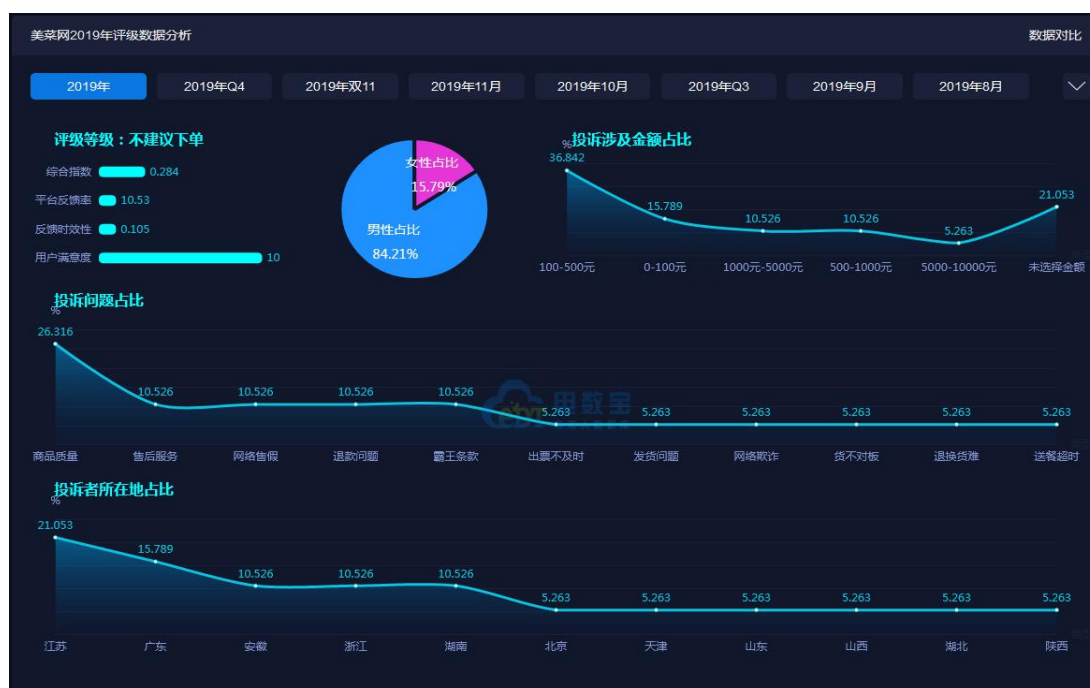 美菜网2019年评级数据分析 数据对比
2019年 2019年Q4 2019年双11 2019年11月 2019年10月 2019年Q3 2019年9月 2019年8月
评级等级：不建议下单
综合指数 0.284
平台反馈率 10.53
反馈时效性 0.105
用户满意度 10
女性占比
15.79%
男性占比
84.21%
投诉涉及金额占比
%
36.842 15.789 10.526 10.526 5.263 21.053
100-500元 0-100元 1000元-5000元 500-1000元 5000-10000元 未选择金额
投诉问题占比
%
26.316 10.526 10.526 10.526 10.526 5.263 5.263 5.263 5.263 5.263 5.263
商品质量 售后服务 网络售假 退款问题 霸王条款 出票不及时 发货问题 网络欺诈 货不对板 退换货难 送餐超时
投诉者所在地占比
%
21.053 15.789 10.526 10.526 10.526 5.263 5.263 5.263 5.263 5.263 5.263
江苏 广东 安徽 浙江 湖南 北京 天津 山东 山西 湖北 陕西